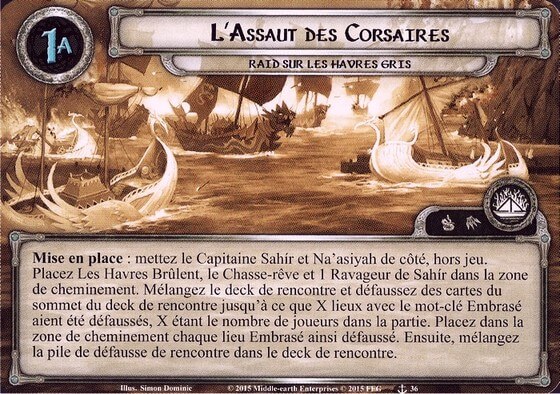 1A
L'Assaut des Corsaires
Raid sur les Havres Gris
Mise en place : mettez le Capitaine Sahír et Na'asiyah de côté, hors jeu.
Placez Les Havres Brûlent, le Chasse-rêve et 1 Ravageur de Sahír dans la zone
de cheminement. Mélangez le deck de rencontre et défaussez des cartes du
sommet du deck de rencontre jusqu'à ce que X lieux avec le mot-clé Embrasé
aient été défaussés, X étant le nombre de joueurs dans la partie. Placez dans la
zone de cheminement chaque lieu Embrasé ainsi défaussé. Ensuite, mélangez
la pile de défausse de rencontre dans le deck de rencontre.
Illus. Simon Dominic © 2015 Middle-earth Enterprises © 2015 FFG 36